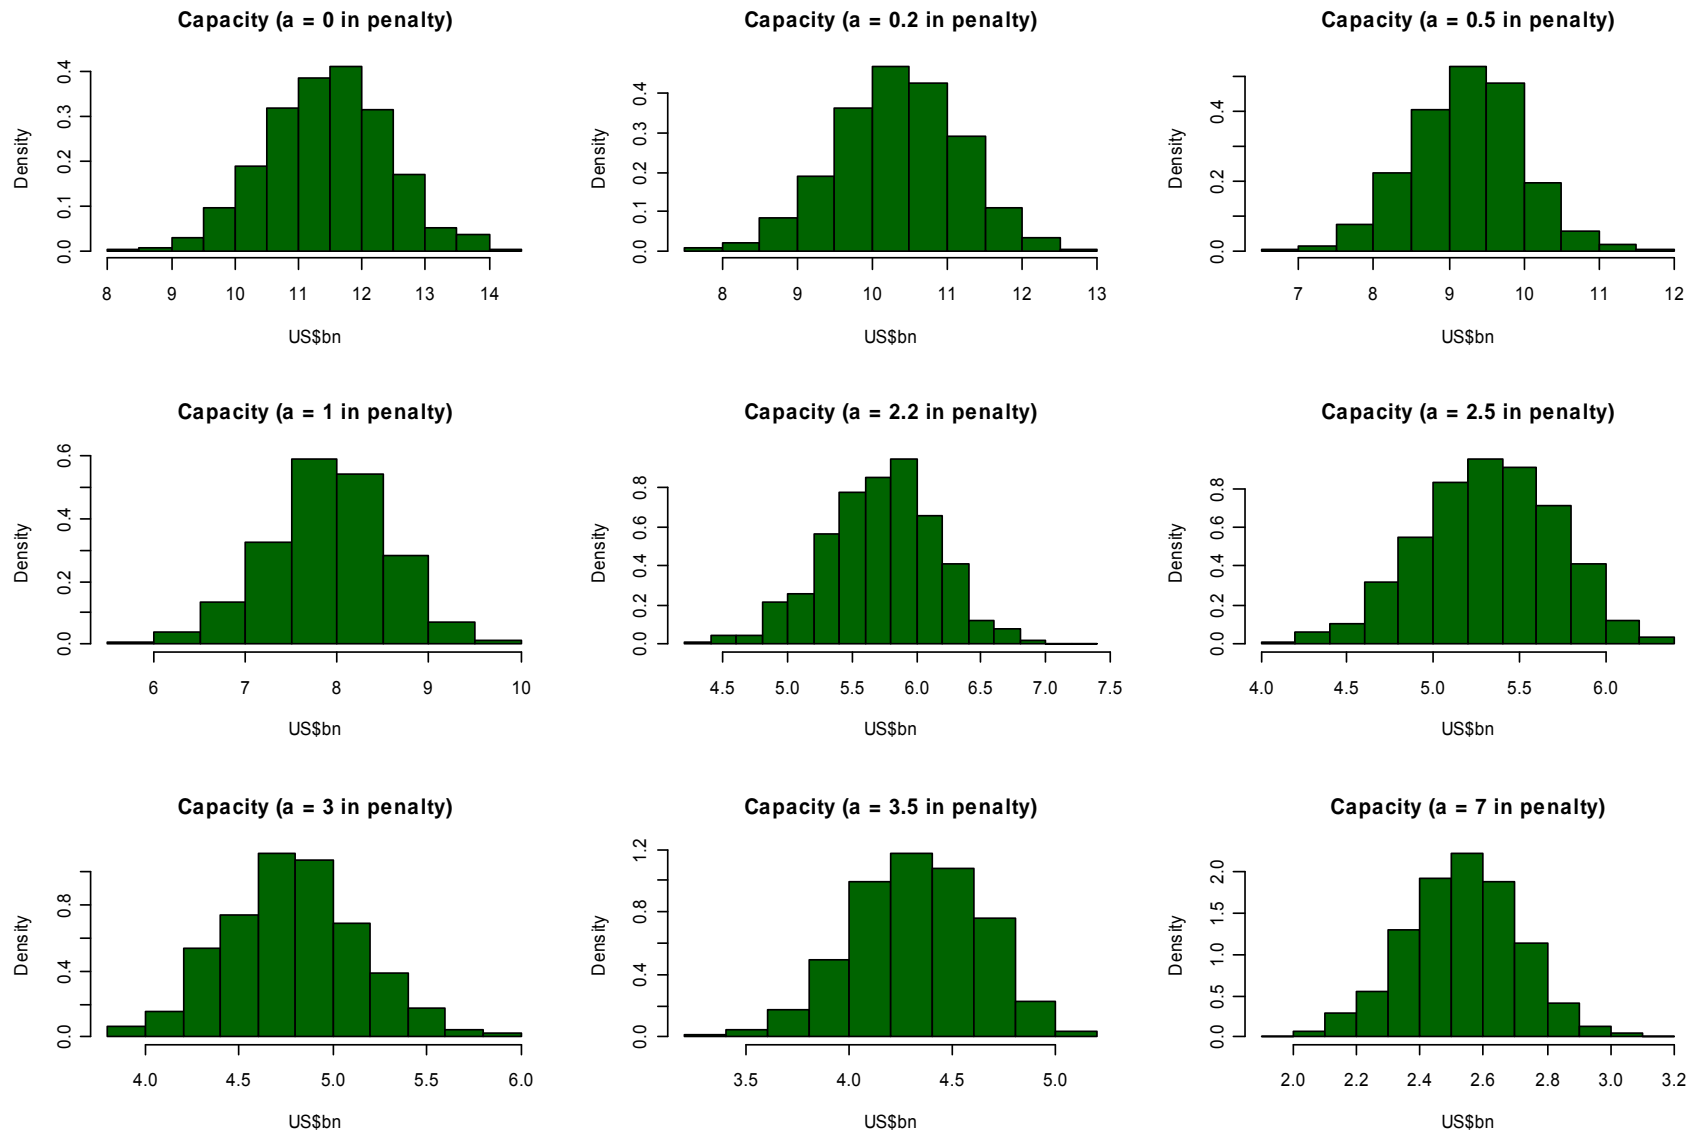 Capacity (a = 0 in penalty)
Density
0.0 0.1 0.2 0.3 0.4
8 9 10 11 12 13 14
US$bn
Capacity (a = 0.2 in penalty)
Density
0.0 0.1 0.2 0.3 0.4
8 9 10 11 12 13
US$bn
Capacity (a = 0.5 in penalty)
Density
0.0 0.2 0.4
7 8 9 10 11 12
US$bn
Capacity (a = 1 in penalty)
Density
0.0 0.2 0.4 0.6
6 7 8 9 10
US$bn
Capacity (a = 2.2 in penalty)
Density
0.0 0.2 0.4 0.6 0.8
4.5 5.0 5.5 6.0 6.5 7.0 7.5
US$bn
Capacity (a = 2.5 in penalty)
Density
0.0 0.2 0.4 0.6 0.8
4.0 4.5 5.0 5.5 6.0
US$bn
Capacity (a = 3 in penalty)
Density
0.0 0.4 0.8
4.0 4.5 5.0 5.5 6.0
US$bn
Capacity (a = 3.5 in penalty)
Density
0.0 0.4 0.8 1.2
3.5 4.0 4.5 5.0
US$bn
Capacity (a = 7 in penalty)
Density
0.0 0.5 1.0 1.5 2.0
2.0 2.2 2.4 2.6 2.8 3.0 3.2
US$bn